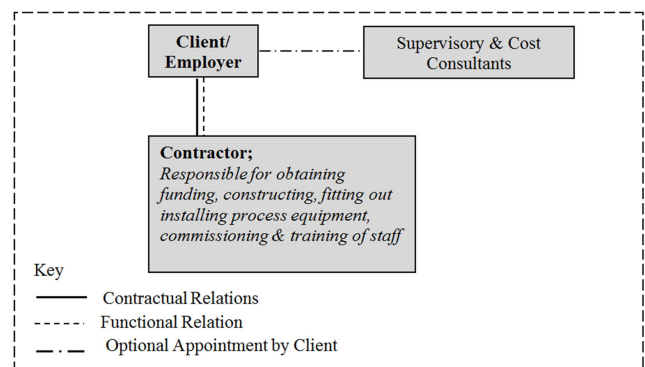 Client/
Employer
Supervisory & Cost
Consultants
Contractor;
Responsible for obtaining
funding, constructing, fitting out
installing process equipment,
commissioning & training of staff
Key
Contractual Relations
Functional Relation
Optional Appointment by Client